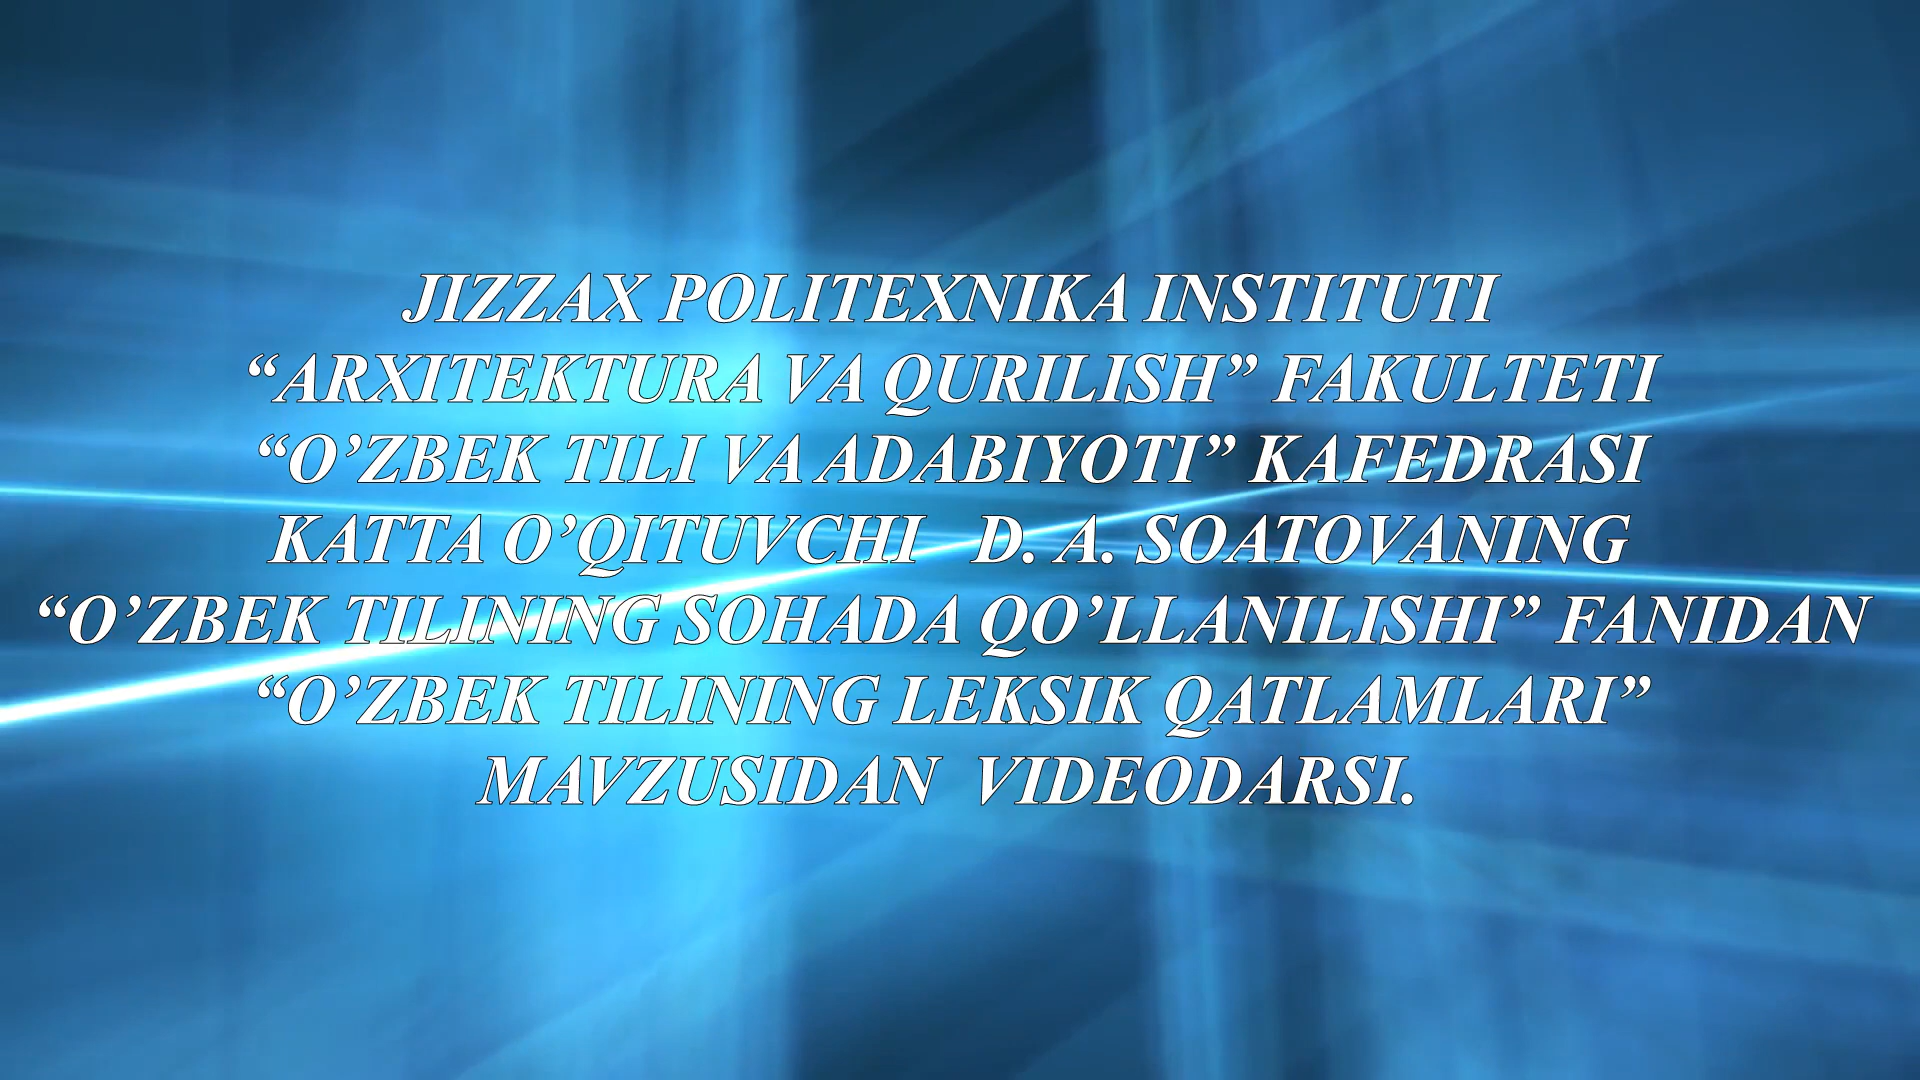 JIZZAX POLITEXNIKA INSTITUTI
“ARXITEKTURA VA QURILISH” FAKULTETI
“O’ZBEK TILI VA ADABIYOTI” KAFEDRASI
KATTA O’QITUVCHI D. A. SOATOVANING
“O’ZBEK TILINING SOHADA QO’LLANILISHI” FANIDAN
“O’ZBEK TILINING LEKSIK QATLAMLARI”
MAVZUSIDAN VIDEODARSI.